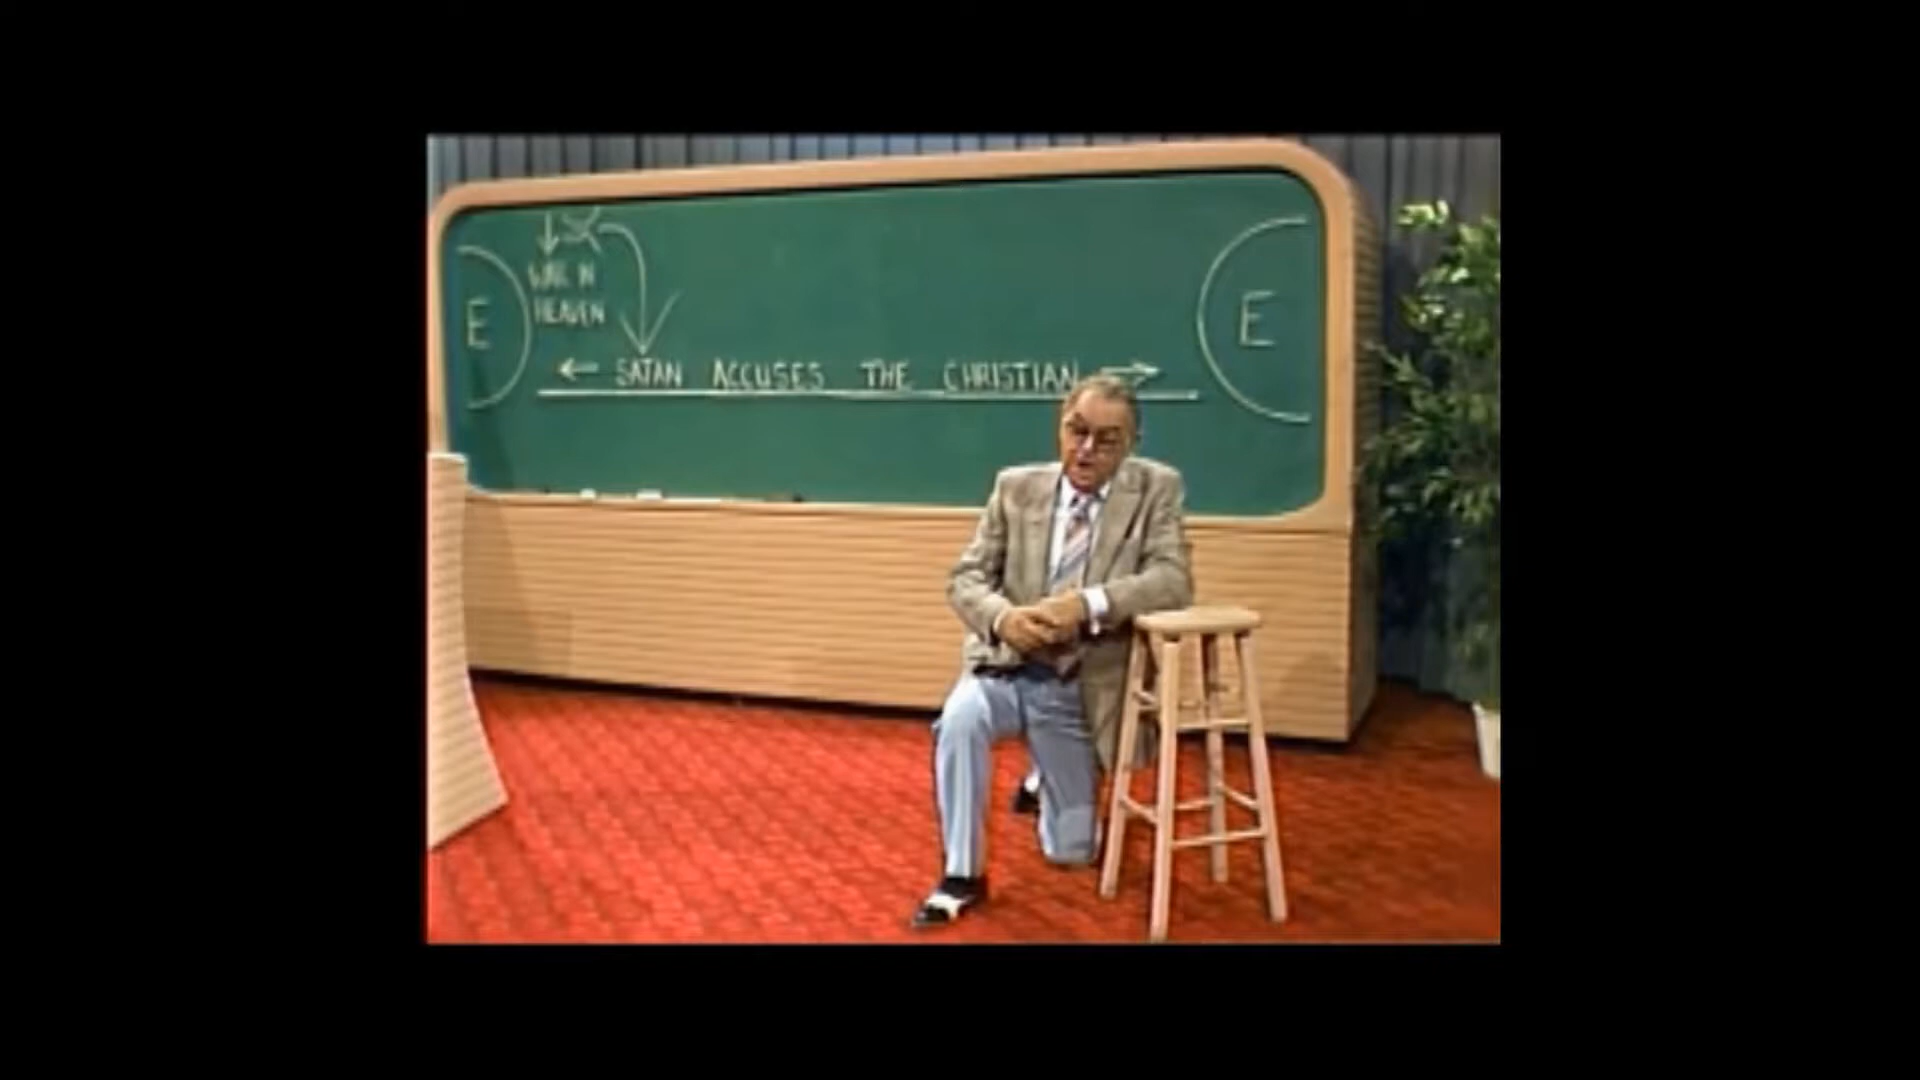 WAR IN
HEAVEN
E
E
← SATAN ACCUSES THE CHRISTIAN →